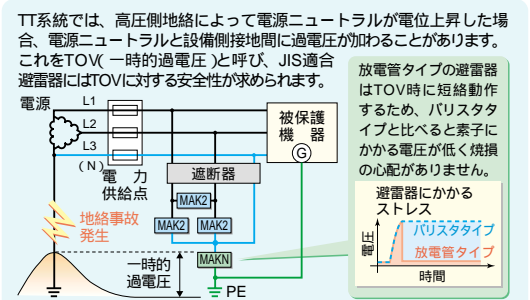 TT系統では、高圧側地絡によって電源ニュートラルが電位上昇した場
合、電源ニュートラルと設備側接地間に過電圧が加わることがあります。
これをTOV(一時的過電圧)と呼び、JIS適合
避雷器にはTOVに対する安全性が求められます。
放電管タイプの避雷器
はTOV時に短絡動作
するため、バリスタタ
イプと比べると素子に
かかる電圧が低く焼損
の心配がありません。
電源
L1
L2
L3
(N)
電力
供給点
被保護
機器
G
遮断器
MAK2
MAK2
MAK2
MAKN
地絡事故
発生
一時的
過電圧
PE
避雷器にかかる
ストレス
電圧
バリスタタイプ
放電管タイプ
時間